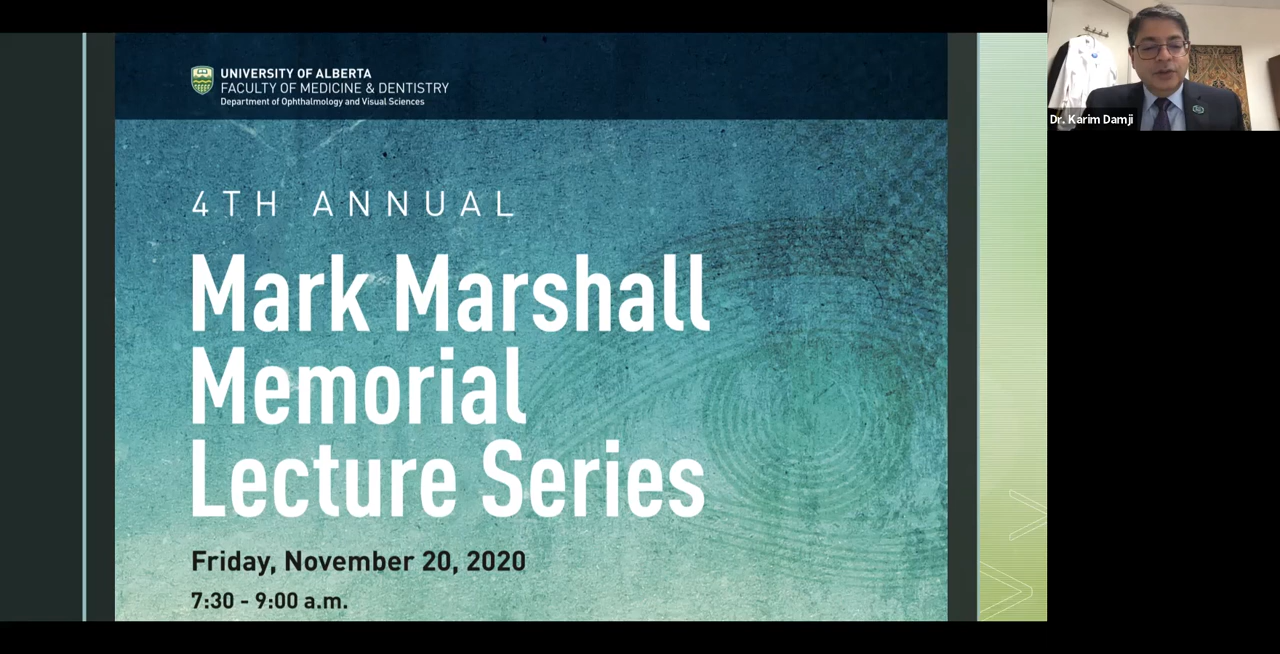 UNIVERSITY OF ALBERTA
FACULTY OF MEDICINE & DENTISTRY
Department of Ophthalmology and Visual Sciences
4TH ANNUAL
Mark Marshall
Memorial
Lecture Series
Friday, November 20, 2020
7:30 - 9:00 a.m.
Dr. Karim Damji